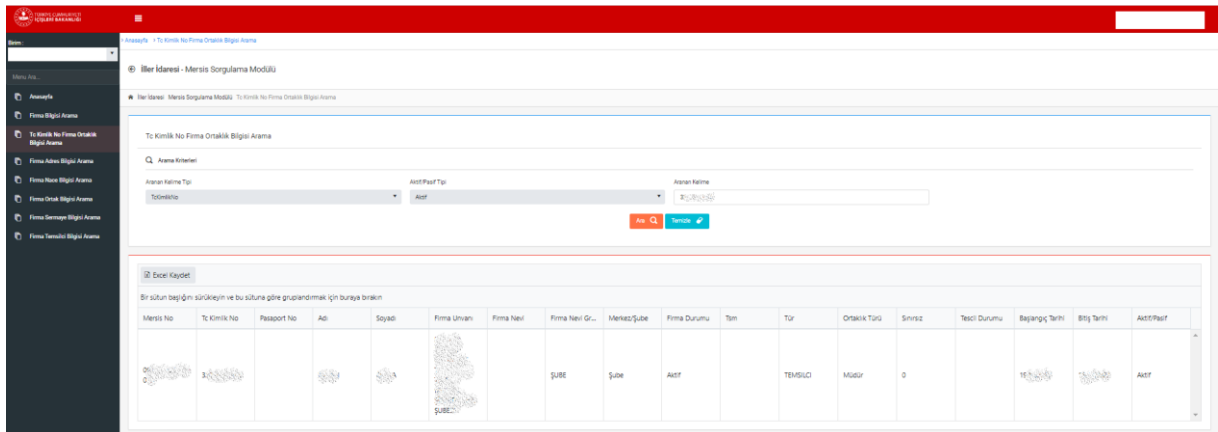 TÜRKİYE CUMHURİYETİ
İÇİŞLERİ BAKANLIĞI
Birim :
Anasayfa Tc Kimlik No Firma Ortaklık Bilgisi Arama
Menu Ara...
İller İdaresi - Mersis Sorgulama Modülü
Anasayfa
Firma Bilgisi Arama
Tc Kimlik No Firma Ortaklık
Bilgisi Arama
Firma Adres Bilgisi Arama
Firma Nace Bilgisi Arama
Firma Ortak Bilgisi Arama
Firma Sermaye Bilgisi Arama
Firma Temsilci Bilgisi Arama
İller İdaresi Mersis Sorgulama Modülü Tc Kimlik No Firma Ortaklık Bilgisi Arama
Tc Kimlik No Firma Ortaklık Bilgisi Arama
Arama Kriterleri
Aranan Kelime Tipi Aktif/Pasif Tipi Aranan Kelime
TcKimlikNo Aktif
Ara Temizle
Excel Kaydet
Bir sütun başlığını sürükleyin ve bu sütuna göre gruplandırmak için buraya bırakın
Mersis No Tc Kimlik No Pasaport No Adı Soyadı Firma Unvanı Firma Nevi Firma Nevi Gr... Merkez/Şube Firma Durumu Tsm Tür Ortaklık Türü Sınırsız Tescil Durumu Başlangıç Tarihi Bitiş Tarihi Aktif/Pasif
ŞUBE Şube Aktif TEMSİLCİ Müdür 0 Aktif
ŞUBE